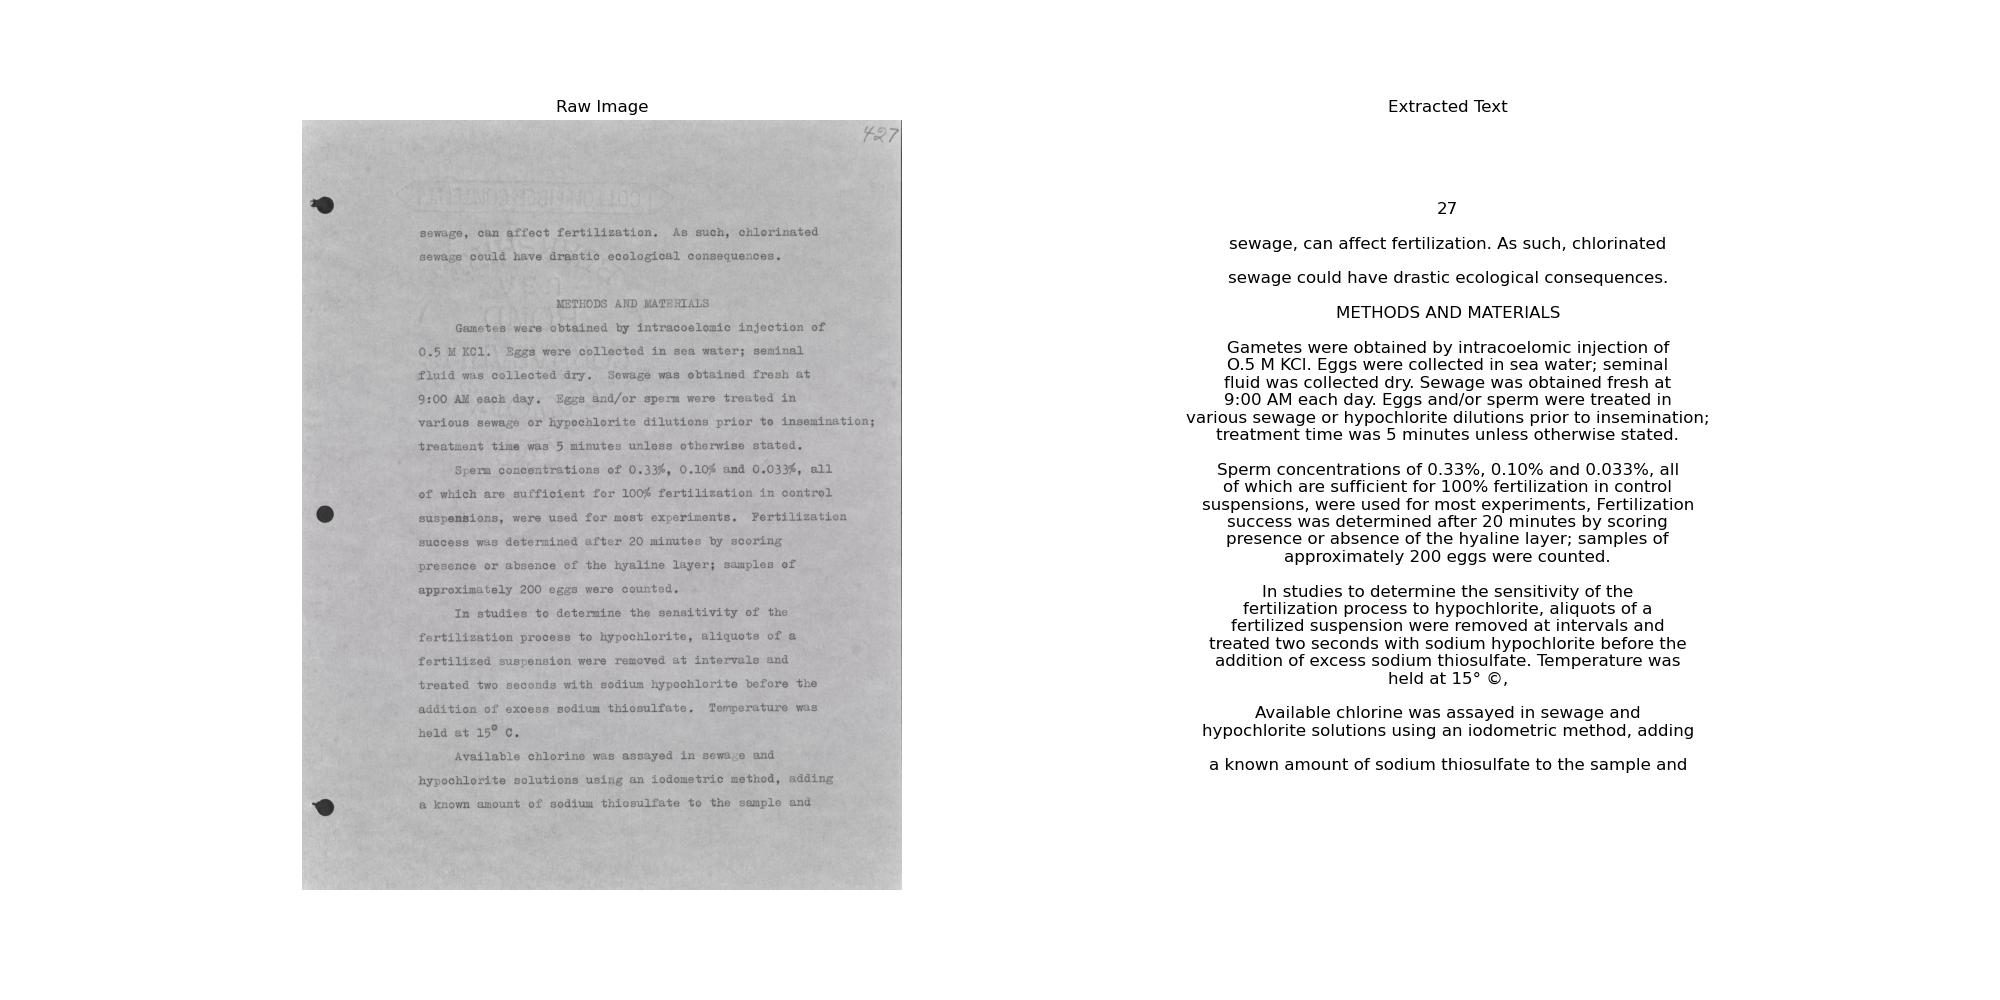 Raw Image
427
sewage, can affect fertilization. As such, chlorinated
sewage could have drastic ecological consequences.
METHODS AND MATERIALS
Gametes were obtained by intracoelomic injection of
0.5 M KCl. Eggs were collected in sea water; seminal
fluid was collected dry. Sewage was obtained fresh at
9:00 AM each day. Eggs and/or sperm were treated in
various sewage or hypochlorite dilutions prior to insemination;
treatment time was 5 minutes unless otherwise stated.
Sperm concentrations of 0.33%, 0.10% and 0.033%, all
of which are sufficient for 100% fertilization in control
suspensions, were used for most experiments. Fertilization
success was determined after 20 minutes by scoring
presence or absence of the hyaline layer; samples of
approximately 200 eggs were counted.
In studies to determine the sensitivity of the
fertilization process to hypochlorite, aliquots of a
fertilized suspension were removed at intervals and
treated two seconds with sodium hypochlorite before the
addition of excess sodium thiosulfate. Temperature was
held at 15° C.
Available chlorine was assayed in sewage and
hypochlorite solutions using an iodometric method, adding
a known amount of sodium thiosulfate to the sample and
Extracted Text
27
sewage, can affect fertilization. As such, chlorinated
sewage could have drastic ecological consequences.
METHODS AND MATERIALS
Gametes were obtained by intracoelomic injection of
O.5 M KCl. Eggs were collected in sea water; seminal
fluid was collected dry. Sewage was obtained fresh at
9:00 AM each day. Eggs and/or sperm were treated in
various sewage or hypochlorite dilutions prior to insemination;
treatment time was 5 minutes unless otherwise stated.
Sperm concentrations of 0.33%, 0.10% and 0.033%, all
of which are sufficient for 100% fertilization in control
suspensions, were used for most experiments, Fertilization
success was determined after 20 minutes by scoring
presence or absence of the hyaline layer; samples of
approximately 200 eggs were counted.
In studies to determine the sensitivity of the
fertilization process to hypochlorite, aliquots of a
fertilized suspension were removed at intervals and
treated two seconds with sodium hypochlorite before the
addition of excess sodium thiosulfate. Temperature was
held at 15° ©,
Available chlorine was assayed in sewage and
hypochlorite solutions using an iodometric method, adding
a known amount of sodium thiosulfate to the sample and